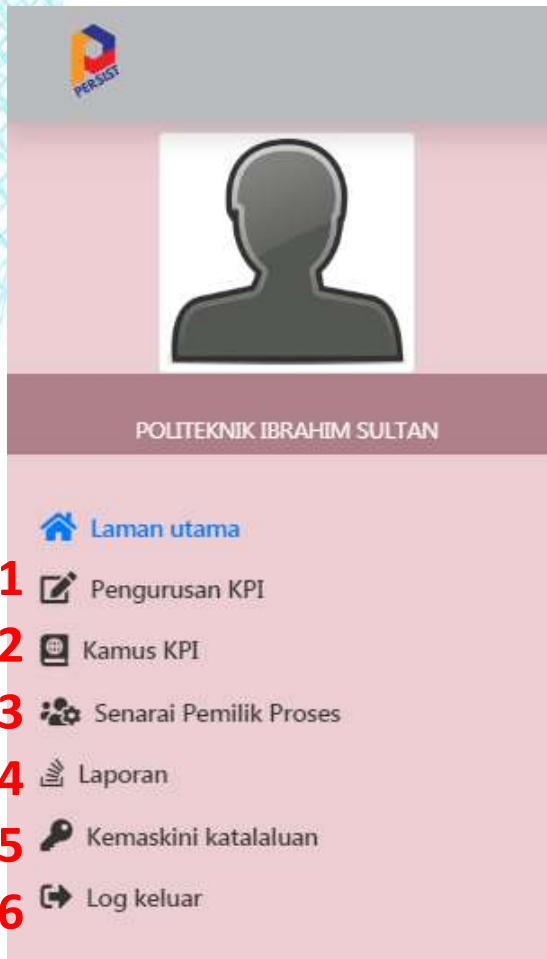 PERSIST
POLITEKNIK IBRAHIM SULTAN
Laman utama
1 Pengurusan KPI
2 Kamus KPI
3 Senarai Pemilik Proses
4 Laporan
5 Kemaskini katalaluan
6 Log keluar